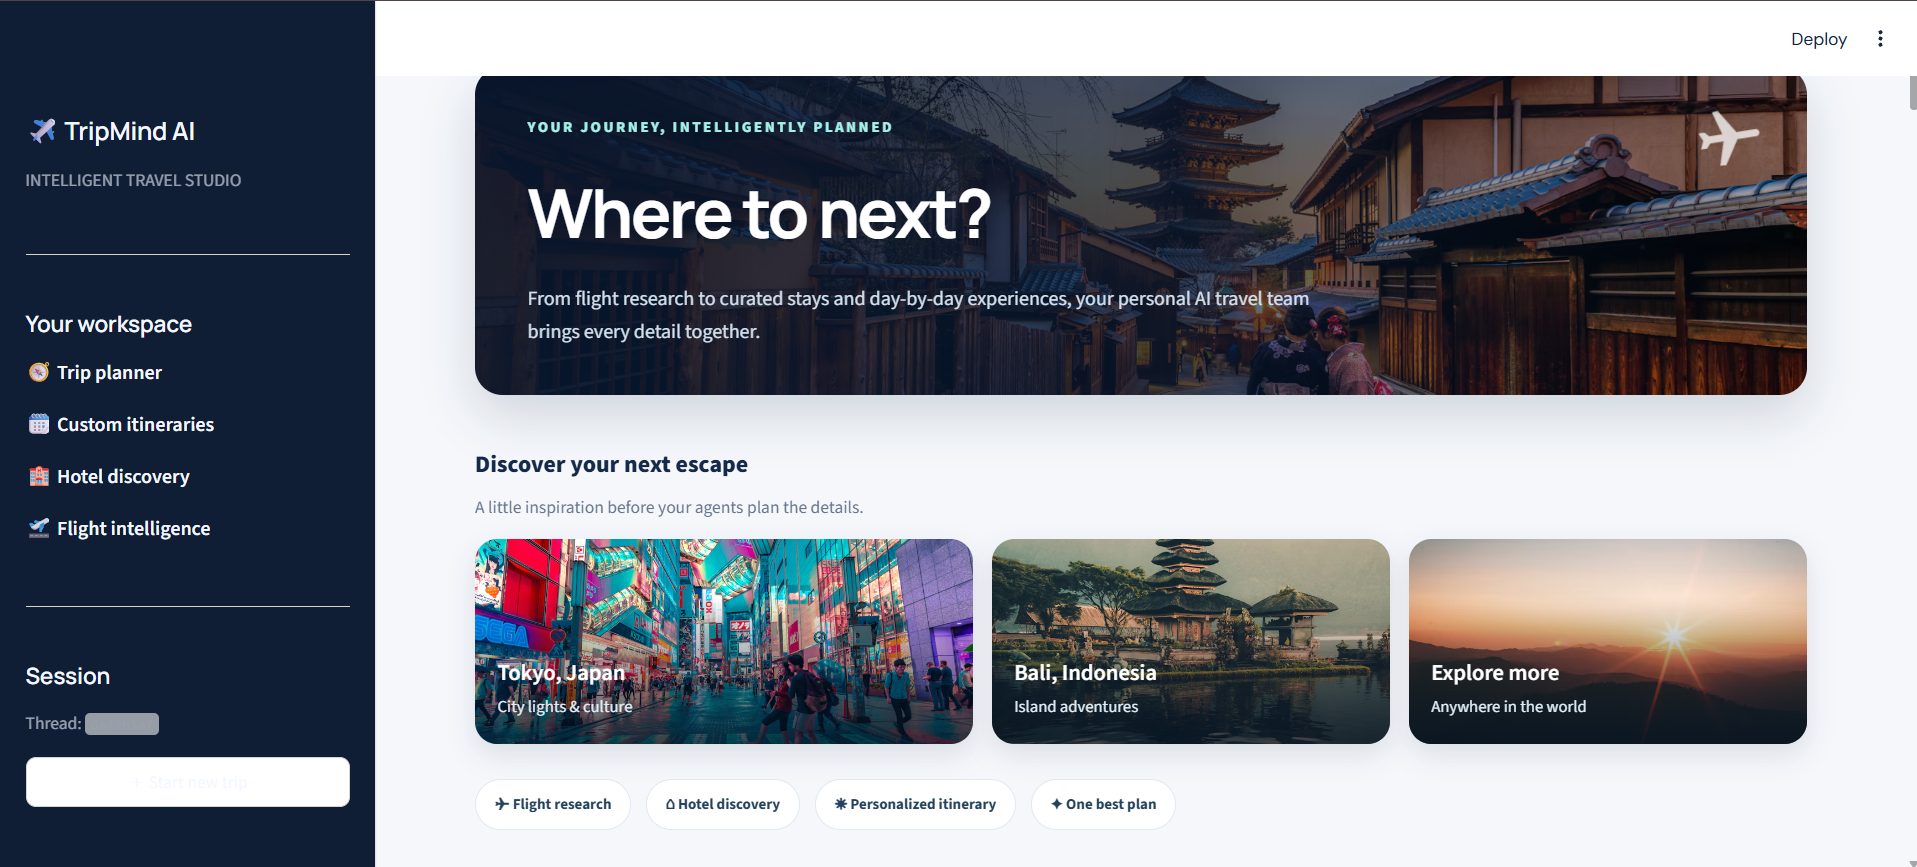 Deploy
TripMind AI
INTELLIGENT TRAVEL STUDIO
Your workspace
Trip planner
Custom itineraries
Hotel discovery
Flight intelligence
Session
Thread:
+ Start new trip
YOUR JOURNEY, INTELLIGENTLY PLANNED
Where to next?
From flight research to curated stays and day-by-day experiences, your personal AI travel team
brings every detail together.
Discover your next escape
A little inspiration before your agents plan the details.
SEGA
Tokyo, Japan
City lights & culture
Bali, Indonesia
Island adventures
Explore more
Anywhere in the world
Flight research
Hotel discovery
Personalized itinerary
One best plan